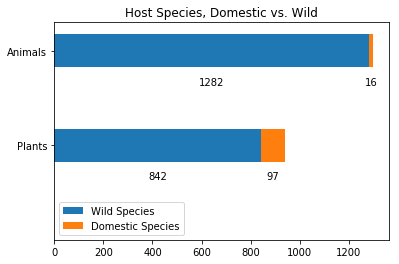 Host Species, Domestic vs. Wild
Animals
1282 16
Plants
842 97
Wild Species
Domestic Species
0 200 400 600 800 1000 1200